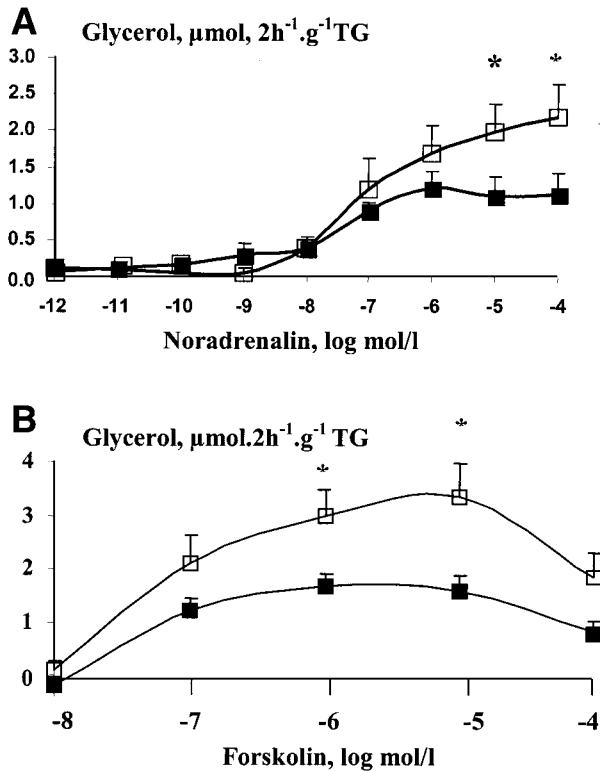 A
Glycerol, µmol, 2h⁻¹.g⁻¹TG
3.0
2.5
2.0
1.5
1.0
0.5
0.0
* *
-12 -11 -10 -9 -8 -7 -6 -5 -4
Noradrenalin, log mol/l
B
Glycerol, µmol.2h⁻¹.g⁻¹ TG
4
3
2
1
0
* *
-8 -7 -6 -5 -4
Forskolin, log mol/l